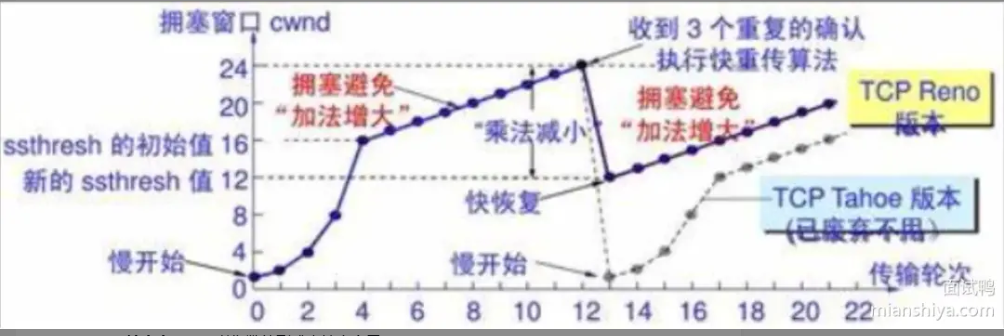 拥塞窗口 cwnd
收到 3 个重复的确认
执行快重传算法
24
拥塞避免
“加法增大”
拥塞避免
“加法增大”
TCP Reno
版本
20
“乘法减小”
ssthresh 的初始值 16
新的 ssthresh 值 12
快恢复
TCP Tahoe 版本
(已废弃不用)
8
4
慢开始
慢开始
传输轮次
0
0 2 4 6 8 10 12 13 14 16 18 20 22
面试鸭
mianshiya.com